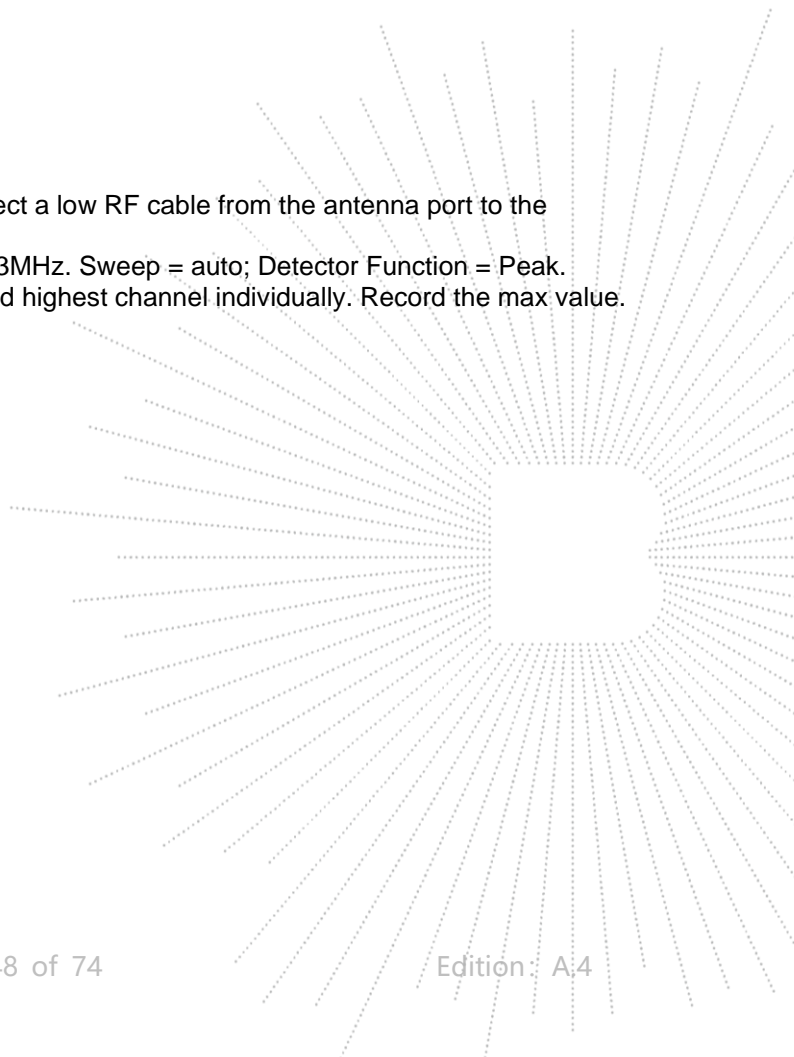 ect a low RF cable from the antenna port to the
3MHz. Sweep = auto; Detector Function = Peak.
d highest channel individually. Record the max value.
8 of 74 Edition: A.4